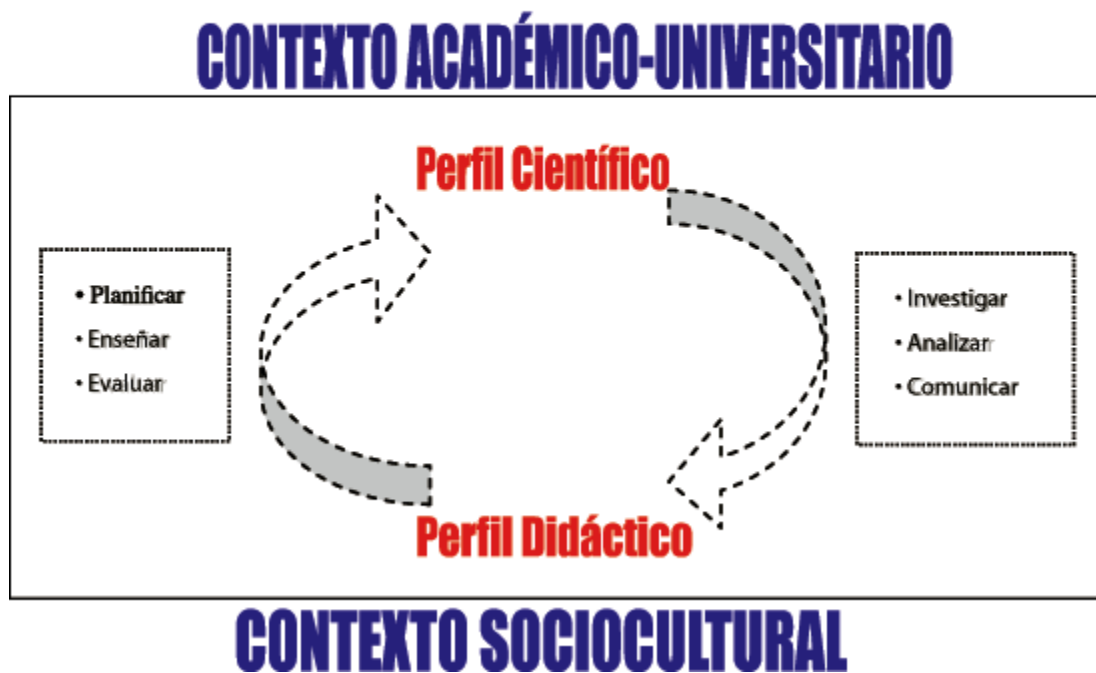 CONTEXTO ACADÉMICO-UNIVERSITARIO
Perfil Científico
• Planificar
• Enseñar
• Evaluar
• Investigar
• Analizar
• Comunicar
Perfil Didáctico
CONTEXTO SOCIOCULTURAL